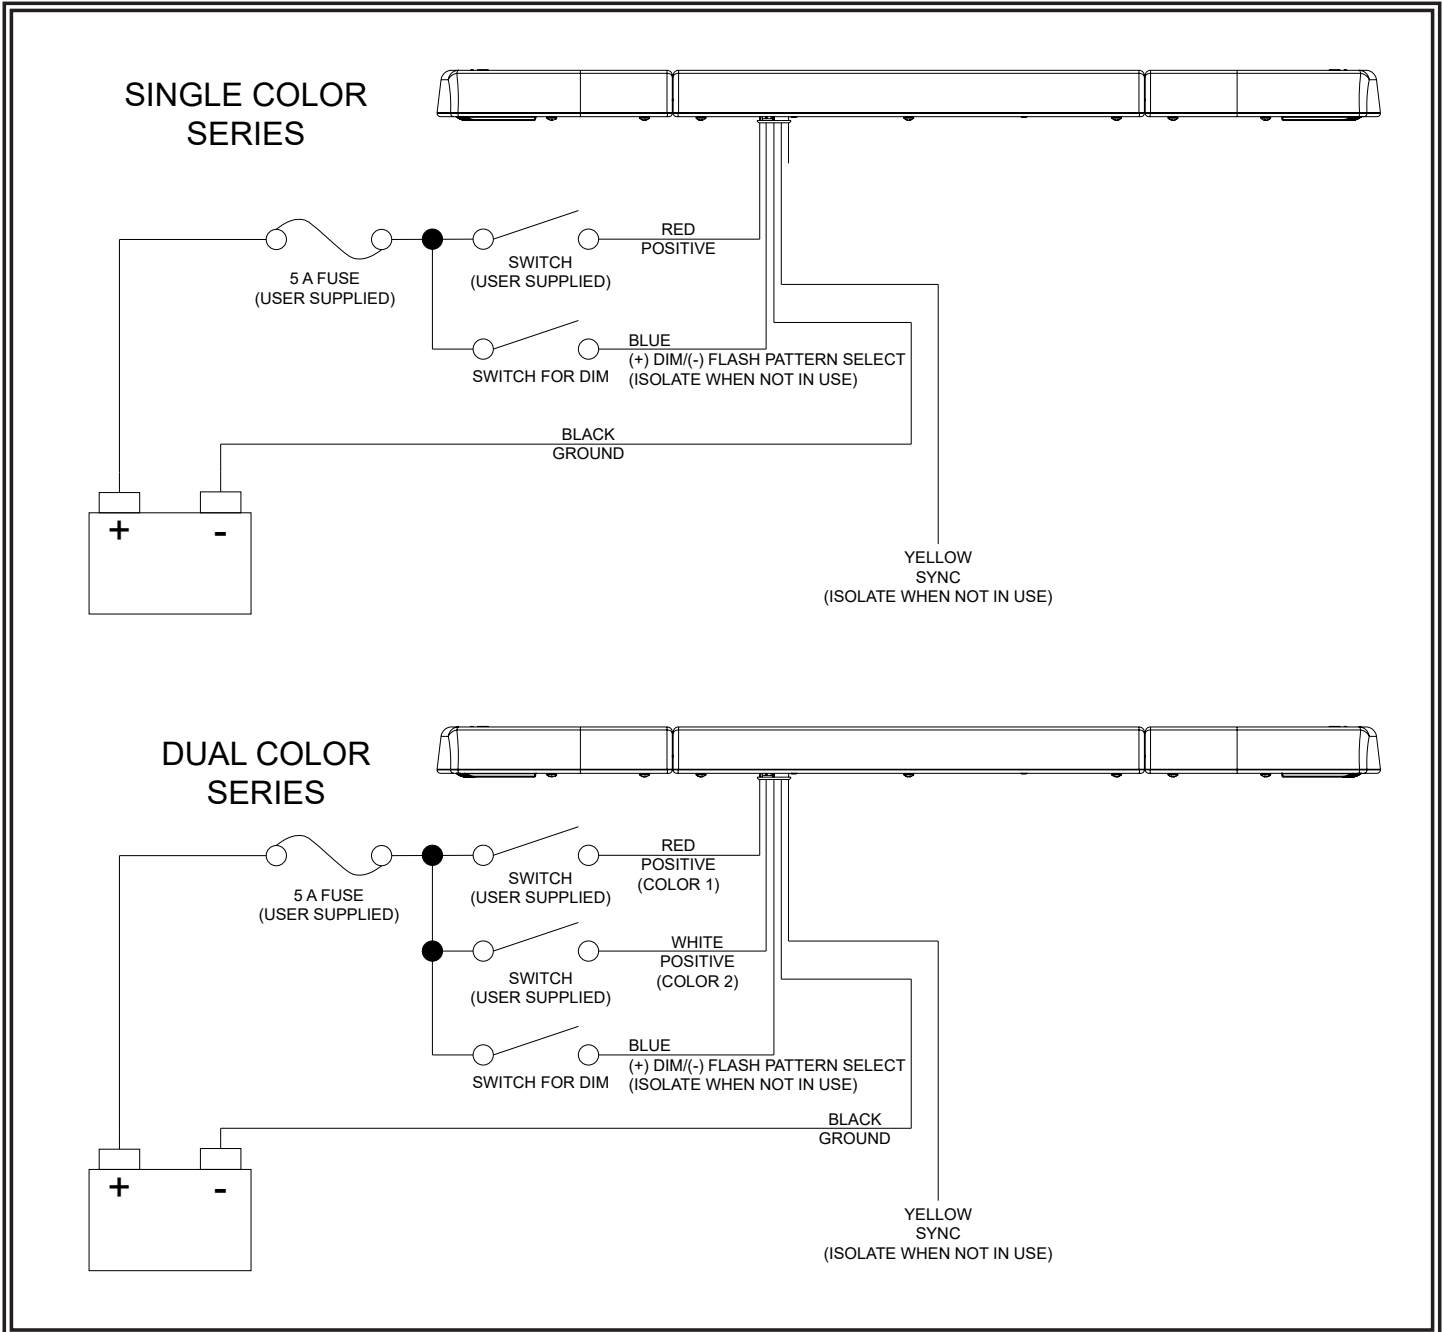 SINGLE COLOR
SERIES
RED
POSITIVE
SWITCH
(USER SUPPLIED)
5 A FUSE
(USER SUPPLIED)
BLUE
(+) DIM/(-) FLASH PATTERN SELECT
(ISOLATE WHEN NOT IN USE)
SWITCH FOR DIM
BLACK
GROUND
+
-
YELLOW
SYNC
(ISOLATE WHEN NOT IN USE)
DUAL COLOR
SERIES
RED
POSITIVE
(COLOR 1)
SWITCH
(USER SUPPLIED)
5 A FUSE
(USER SUPPLIED)
WHITE
POSITIVE
(COLOR 2)
SWITCH
(USER SUPPLIED)
BLUE
(+) DIM/(-) FLASH PATTERN SELECT
(ISOLATE WHEN NOT IN USE)
SWITCH FOR DIM
BLACK
GROUND
+
-
YELLOW
SYNC
(ISOLATE WHEN NOT IN USE)